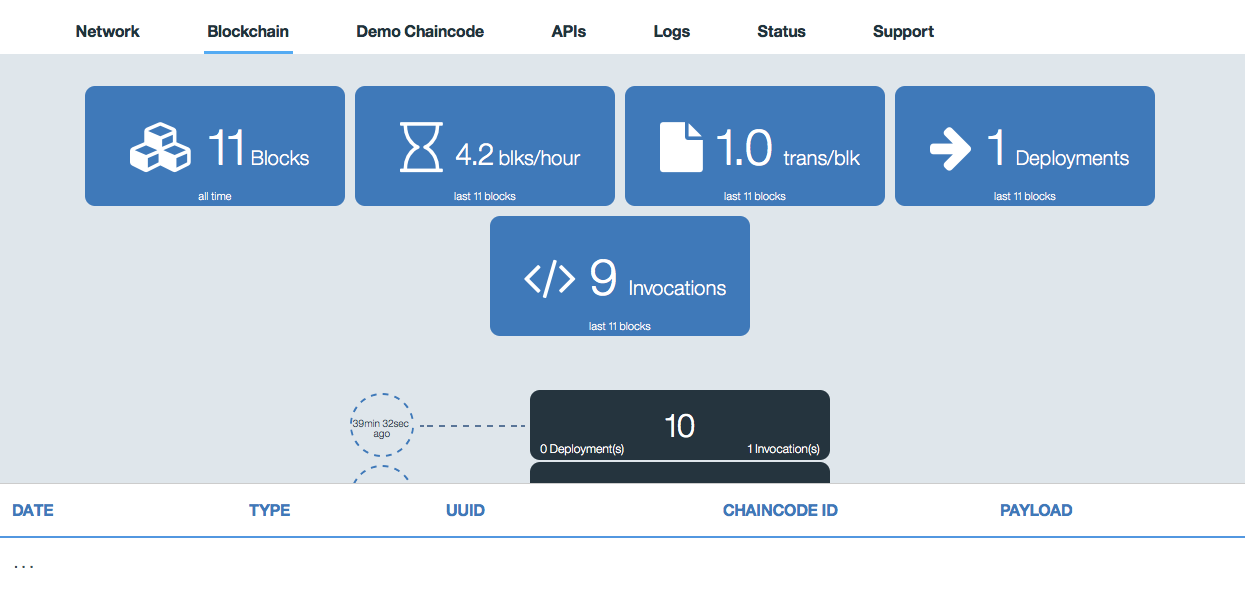 Network Blockchain Demo Chaincode APIs Logs Status Support
11 Blocks
all time
4.2 blks/hour
last 11 blocks
1.0 trans/blk
last 11 blocks
1 Deployments
last 11 blocks
9 Invocations
last 11 blocks
39min 32sec
ago
10
0 Deployment(s) 1 Invocation(s)
DATE TYPE UUID CHAINCODE ID PAYLOAD
...